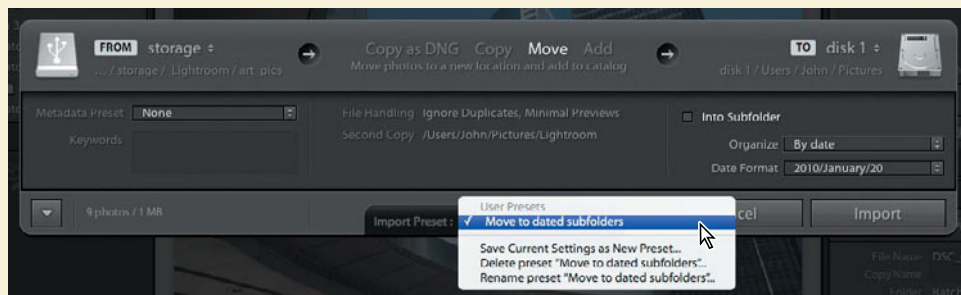 FROM storage
Copy as DNG Copy Move Add
TO disk 1
.../ storage / Lightroom / art pics
Move photos to a new location and add to catalog
disk 1 / Users / John / Pictures
Metadata Preset None
File Handling Ignore Duplicates, Minimal Previews
Into Subfolder
Keywords
Second Copy /Users/John/Pictures/Lightroom
Organize By date
Date Format 2010/January/20
9 photos / 1 MB
Import Preset :
User Presets
✓ Move to dated subfolders
Save Current Settings as New Preset...
Delete preset “Move to dated subfolders”...
Rename preset “Move to dated subfolders”...
cel
Import
File Name DSC_
Copy Name
Folder Batch